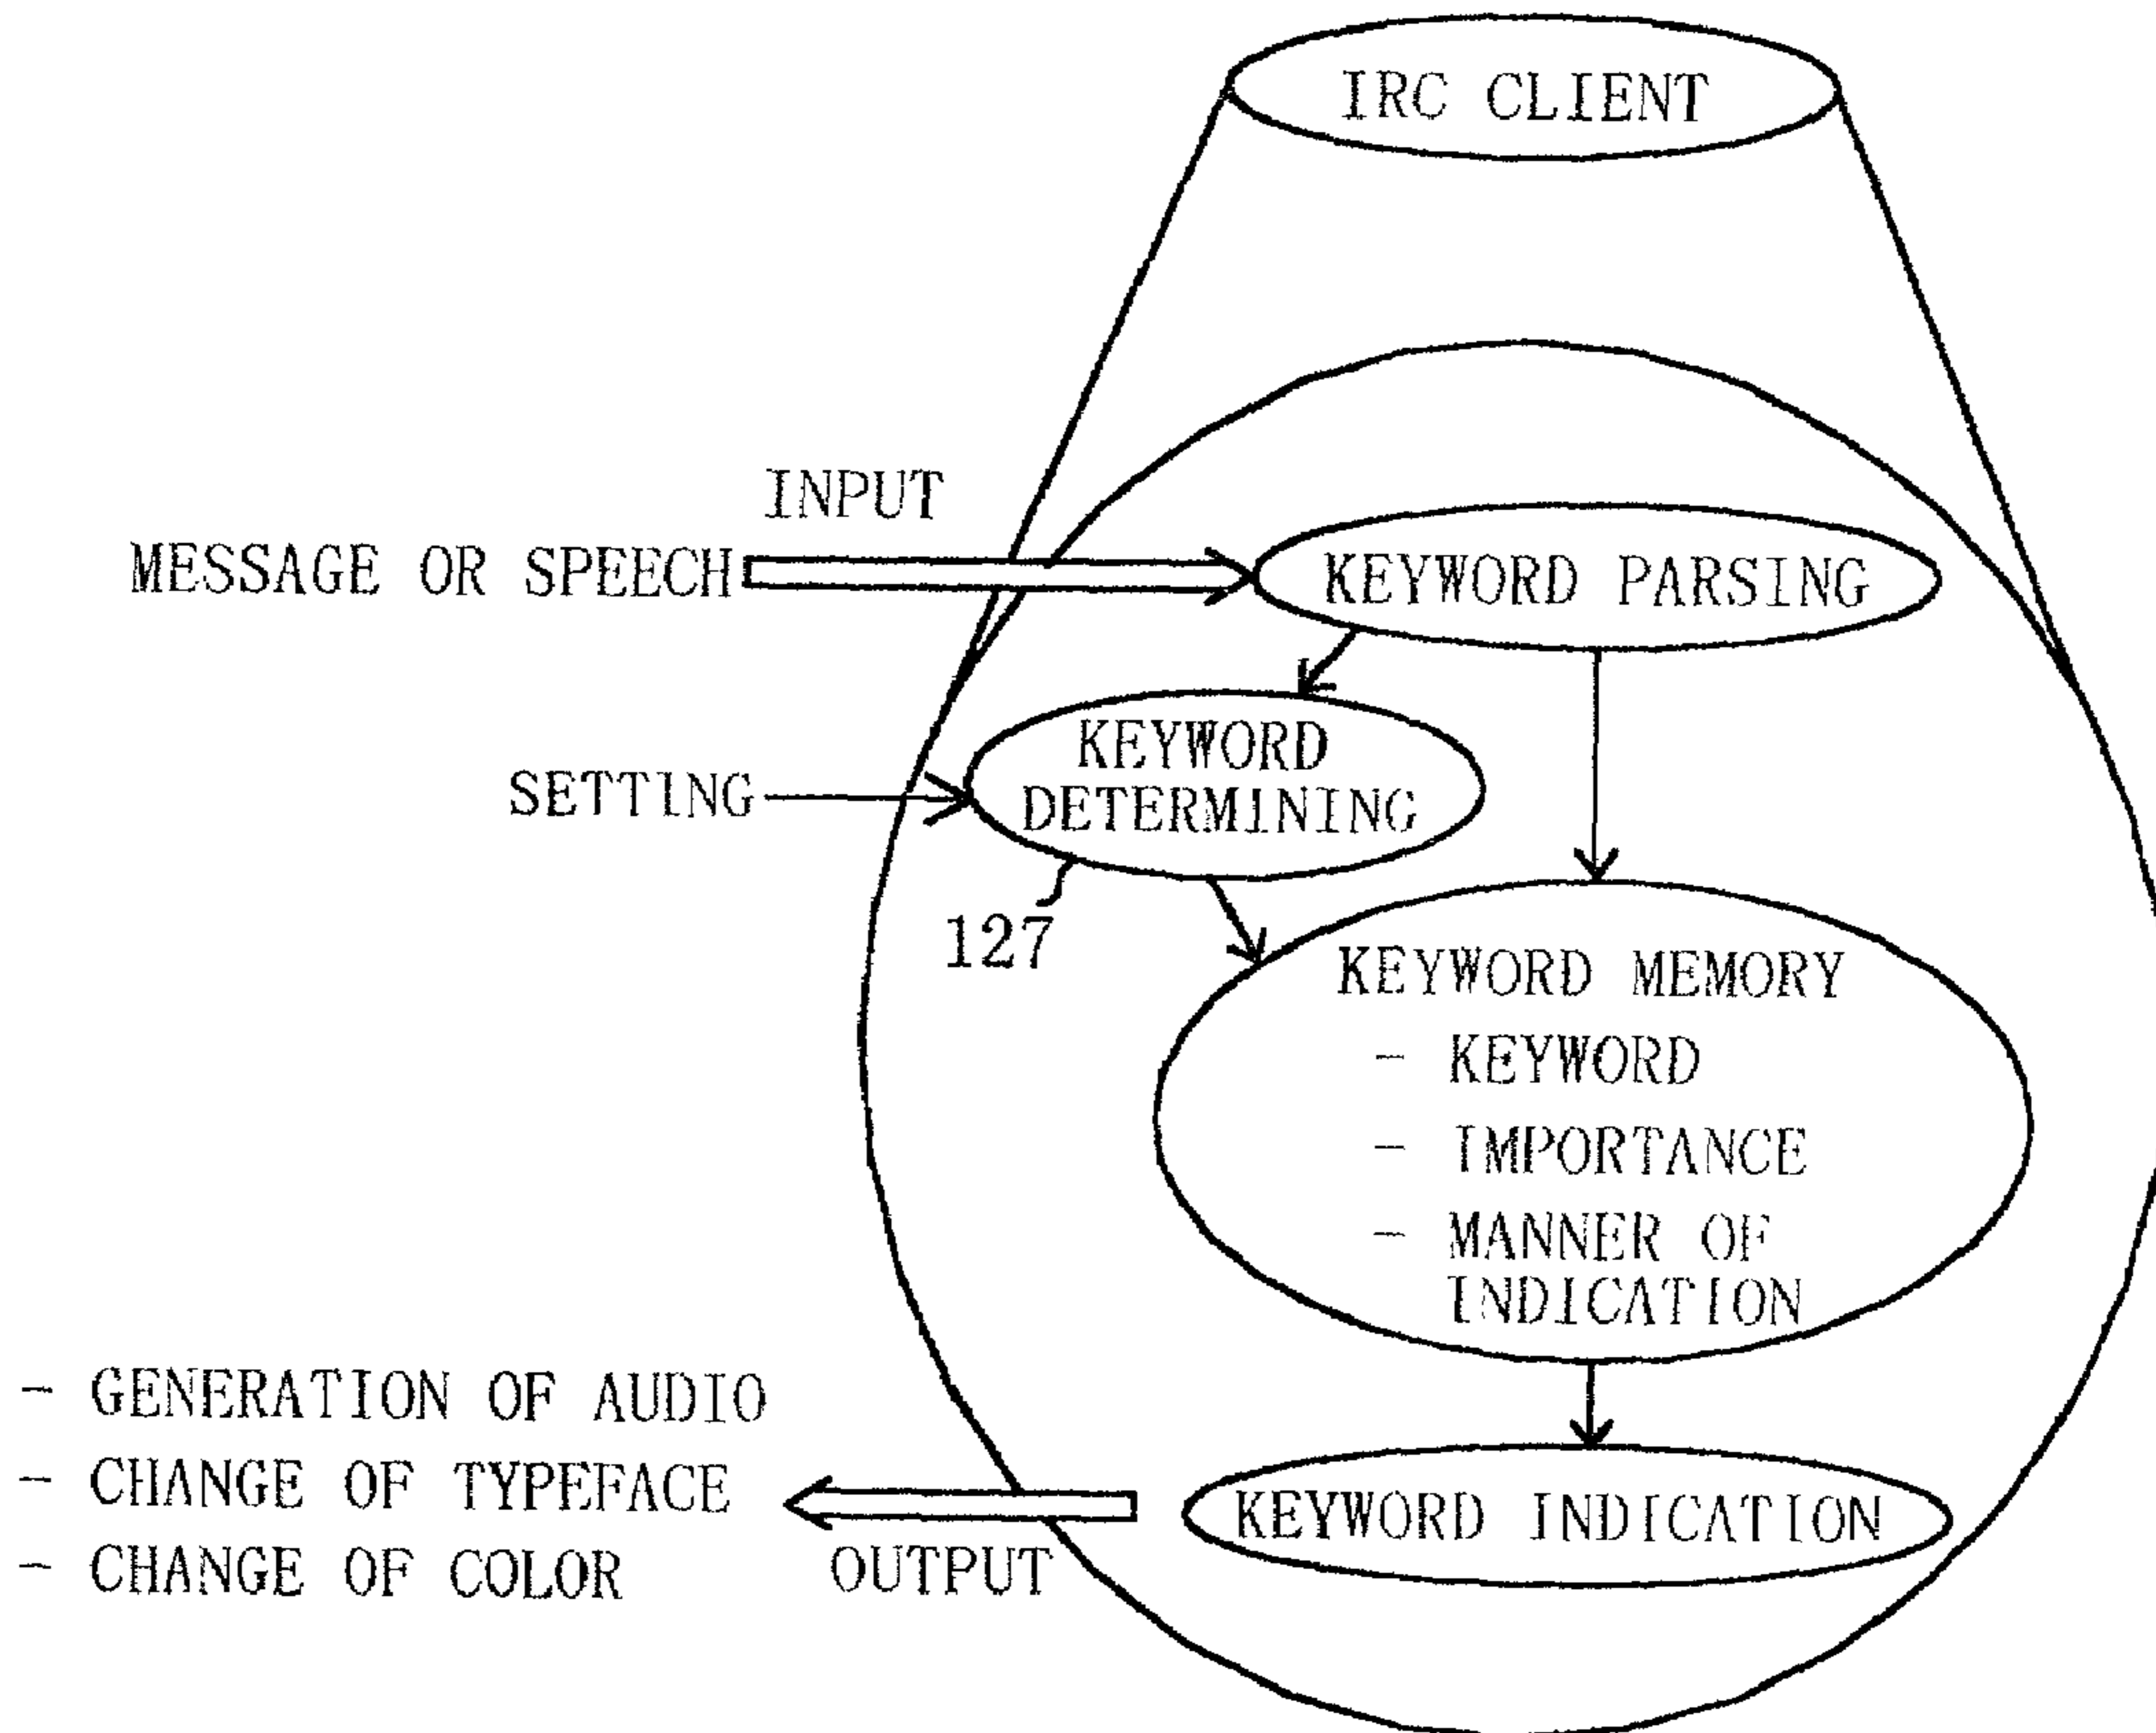 IRC CLIENT
INPUT
MESSAGE OR SPEECH
KEYWORD PARSING
KEYWORD
DETERMINING
SETTING
127
KEYWORD MEMORY
- KEYWORD
- IMPORTANCE
- MANNER OF
INDICATION
- GENERATION OF AUDIO
- CHANGE OF TYPEFACE
- CHANGE OF COLOR
OUTPUT
KEYWORD INDICATION